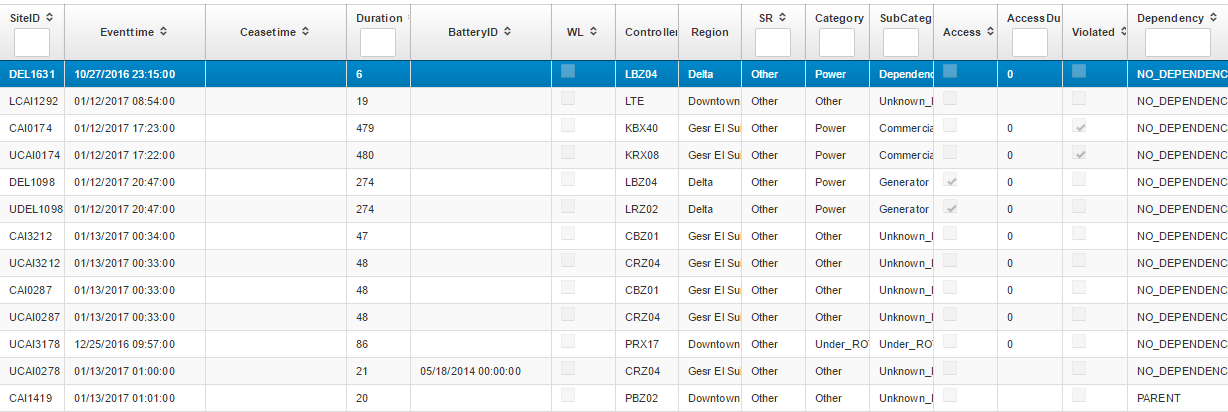 SiteID Eventtime Ceasetime Duration BatteryID WL Controller Region SR Category SubCateg Access AccessDu Violated Dependency
DEL1631 10/27/2016 23:15:00 6 LBZ04 Delta Other Power Dependenc 0 NO_DEPENDENC
LCAI1292 01/12/2017 08:54:00 19 LTE Downtown Other Other Unknown_ NO_DEPENDENC
CAI0174 01/12/2017 17:23:00 479 KBX40 Gesr El Su Other Power Commercia 0 NO_DEPENDENC
UCAI0174 01/12/2017 17:22:00 480 KRX08 Gesr El Su Other Power Commercia 0 NO_DEPENDENC
DEL1098 01/12/2017 20:47:00 274 LBZ04 Delta Other Power Generator 0 NO_DEPENDENC
UDEL1098 01/12/2017 20:47:00 274 LRZ02 Delta Other Power Generator 0 NO_DEPENDENC
CAI3212 01/13/2017 00:34:00 47 CBZ01 Gesr El Su Other Other Unknown_ 0 NO_DEPENDENC
UCAI3212 01/13/2017 00:33:00 48 CRZ04 Gesr El Su Other Other Unknown_ 0 NO_DEPENDENC
CAI0287 01/13/2017 00:33:00 48 CBZ01 Gesr El Su Other Other Unknown_ 0 NO_DEPENDENC
UCAI0287 01/13/2017 00:33:00 48 CRZ04 Gesr El Su Other Other Unknown_ 0 NO_DEPENDENC
UCAI3178 12/25/2016 09:57:00 86 PRX17 Downtown Other Under_RO Under_RO 0 NO_DEPENDENC
UCAI0278 01/13/2017 01:00:00 21 05/18/2014 00:00:00 CRZ04 Gesr El Su Other Other Unknown_ NO_DEPENDENC
CAI1419 01/13/2017 01:01:00 20 PBZ02 Downtown Other Other Unknown_ PARENT